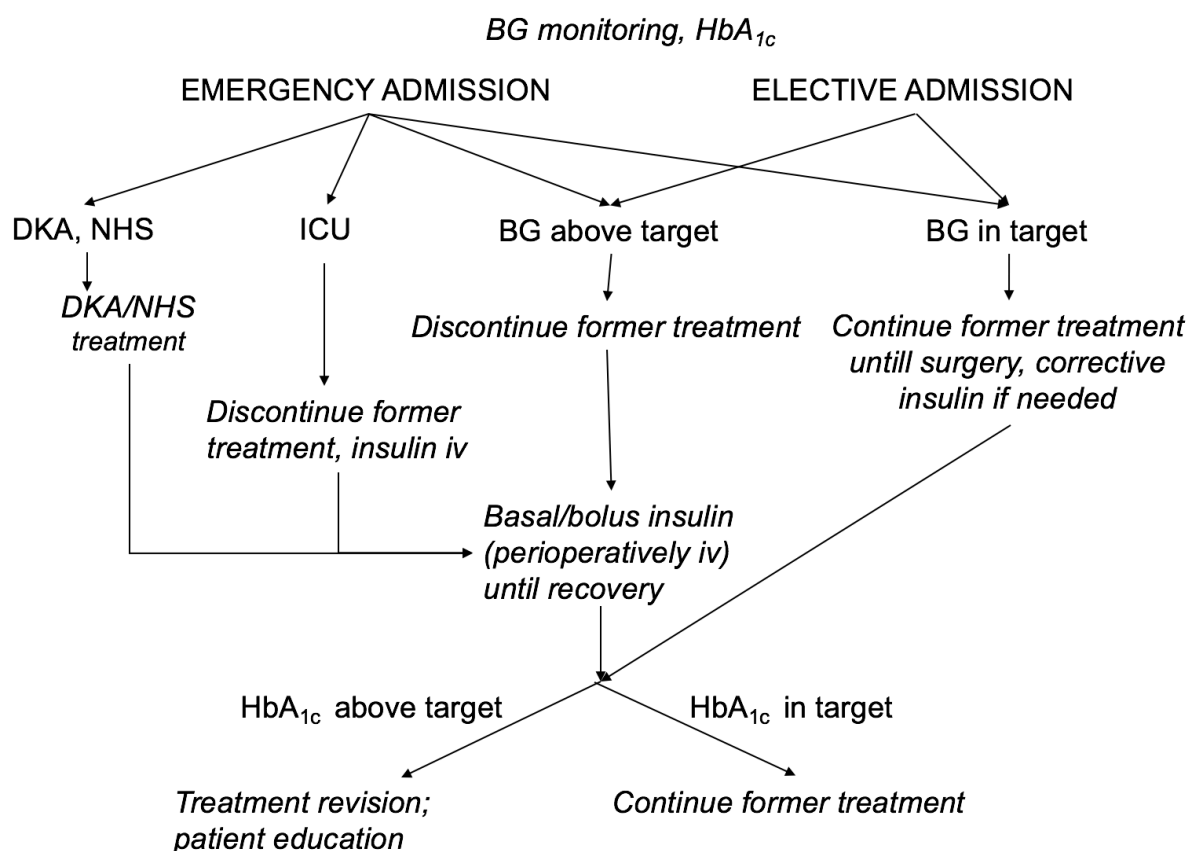 BG monitoring, HbA1c
EMERGENCY ADMISSION
ELECTIVE ADMISSION
DKA, NHS
ICU
BG above target
BG in target
DKA/NHS
treatment
Discontinue former treatment
Continue former treatment
untill surgery, corrective
insulin if needed
Discontinue former
treatment, insulin iv
Basal/bolus insulin
(perioperatively iv)
until recovery
HbA1c above target
HbA1c in target
Treatment revision;
patient education
Continue former treatment